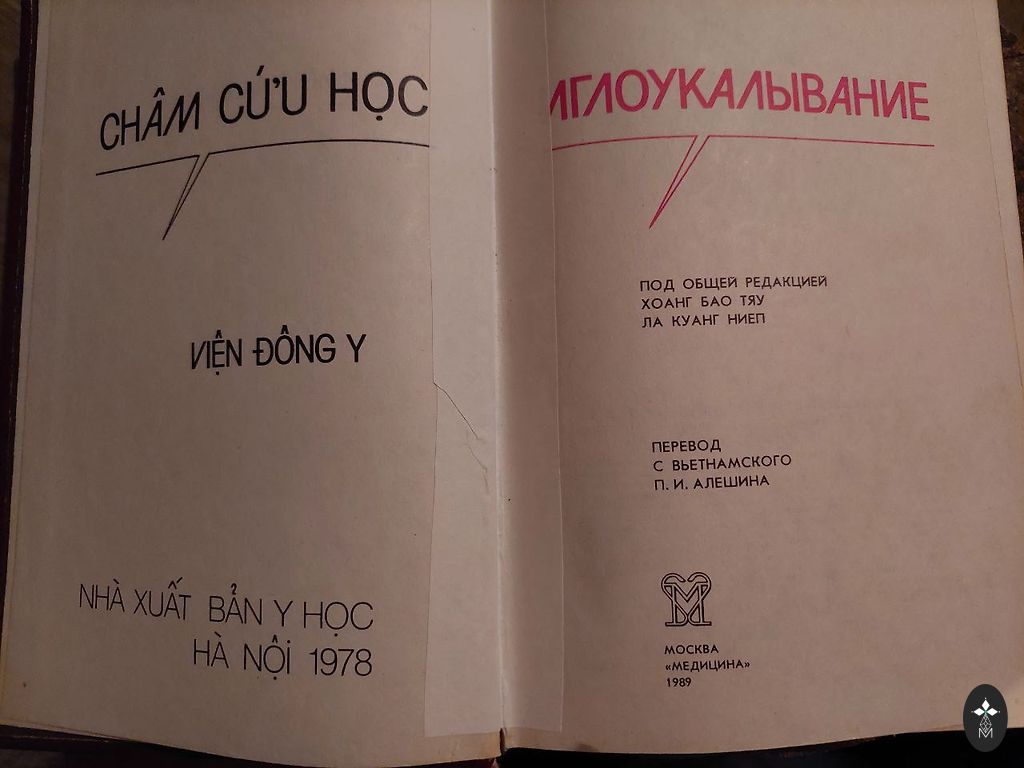 CHÂM CỨU HỌC
VIỆN ĐÔNG Y
NHÀ XUẤT BẢN Y HỌC
HÀ NỘI 1978
ИГЛОУКАЛЫВАНИЕ
ПОД ОБЩЕЙ РЕДАКЦИЕЙ
ХОАНГ БАО ТЯУ
ЛА КУАНГ НИЕП
ПЕРЕВОД
С ВЬЕТНАМСКОГО
П. И. АЛЕШИНА
МОСКВА
«МЕДИЦИНА»
1989